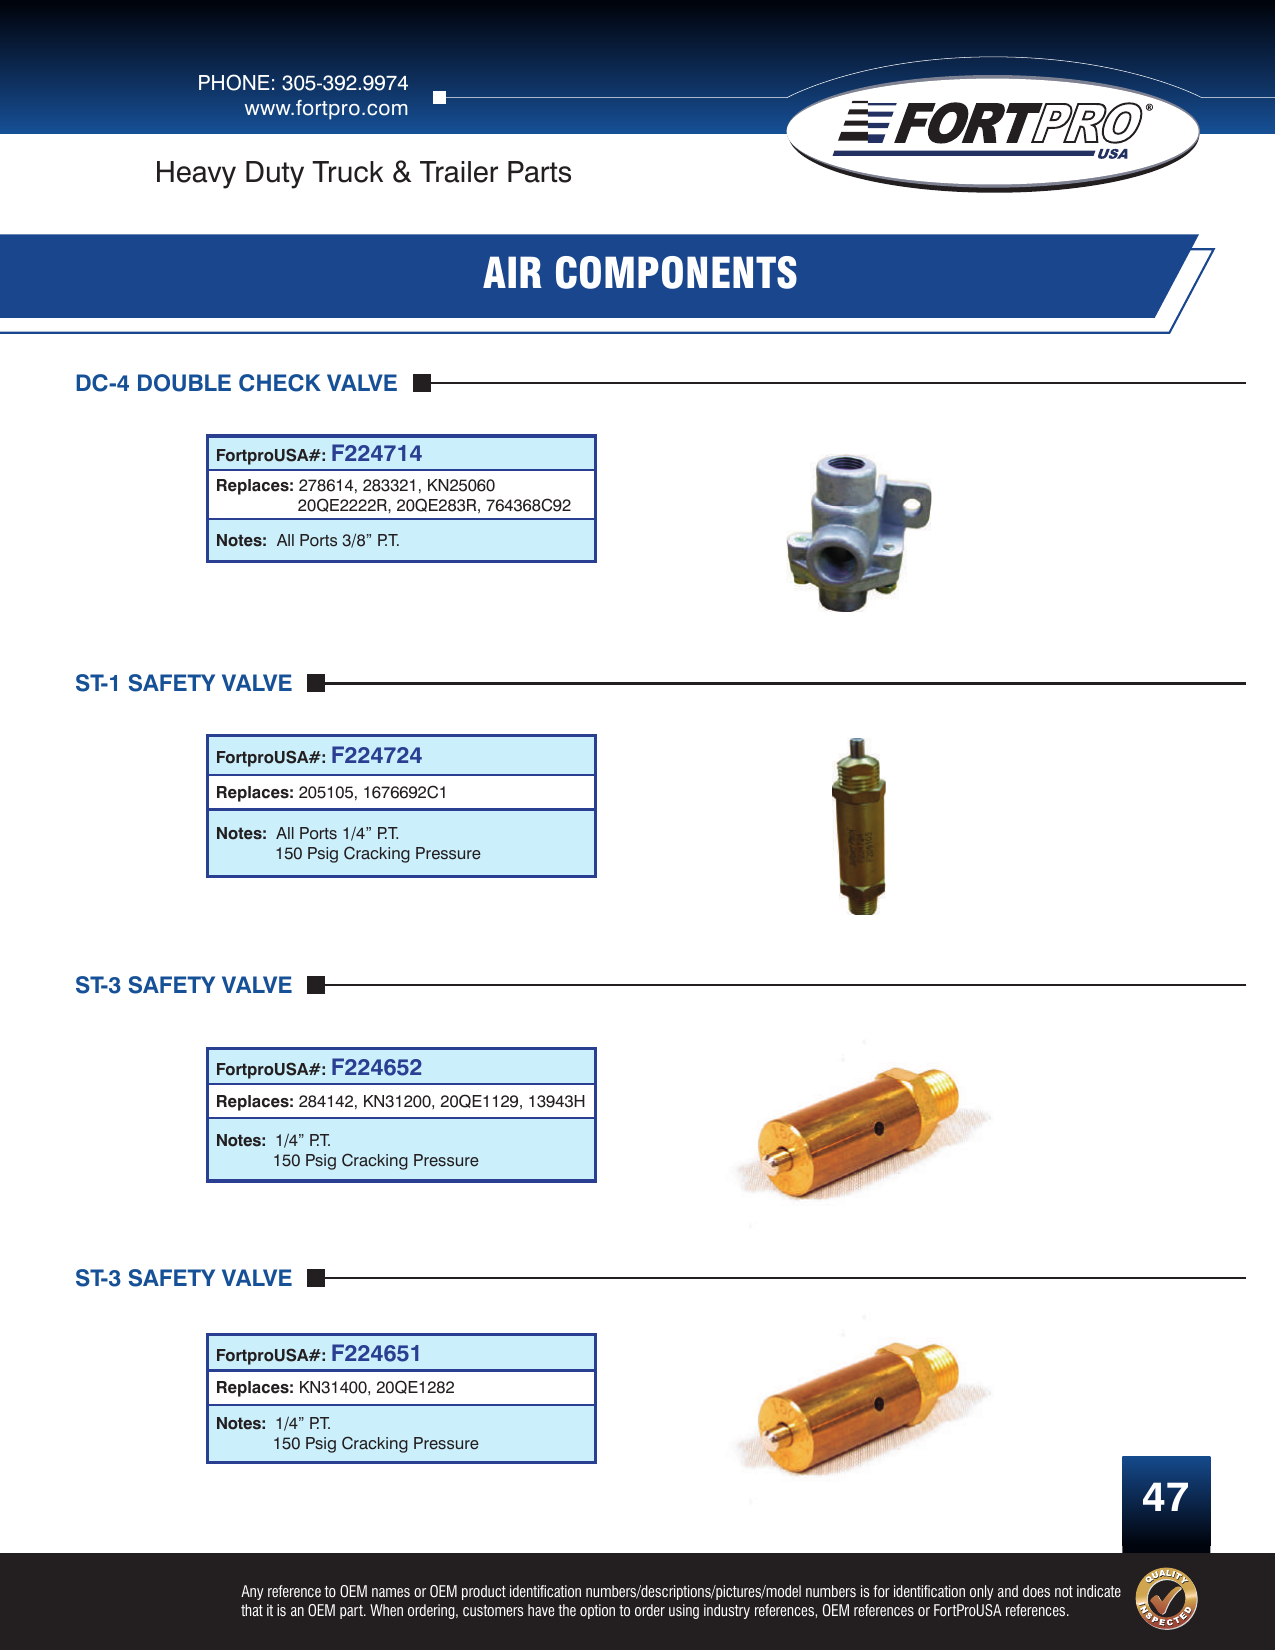 PHONE: 305-392.9974
www.fortpro.com
FORTPRO®
USA
Heavy Duty Truck & Trailer Parts
AIR COMPONENTS
DC-4 DOUBLE CHECK VALVE
FortproUSA#: F224714
Replaces: 278614, 283321, KN25060
20QE2222R, 20QE283R, 764368C92
Notes: All Ports 3/8” P.T.
ST-1 SAFETY VALVE
FortproUSA#: F224724
Replaces: 205105, 1676692C1
Notes: All Ports 1/4” P.T.
150 Psig Cracking Pressure
ST-3 SAFETY VALVE
FortproUSA#: F224652
Replaces: 284142, KN31200, 20QE1129, 13943H
Notes: 1/4” P.T.
150 Psig Cracking Pressure
ST-3 SAFETY VALVE
FortproUSA#: F224651
Replaces: KN31400, 20QE1282
Notes: 1/4” P.T.
150 Psig Cracking Pressure
47
Any reference to OEM names or OEM product identification numbers/descriptions/pictures/model numbers is for identification only and does not indicate
that it is an OEM part. When ordering, customers have the option to order using industry references, OEM references or FortProUSA references.
QUALITY
INSPECTED